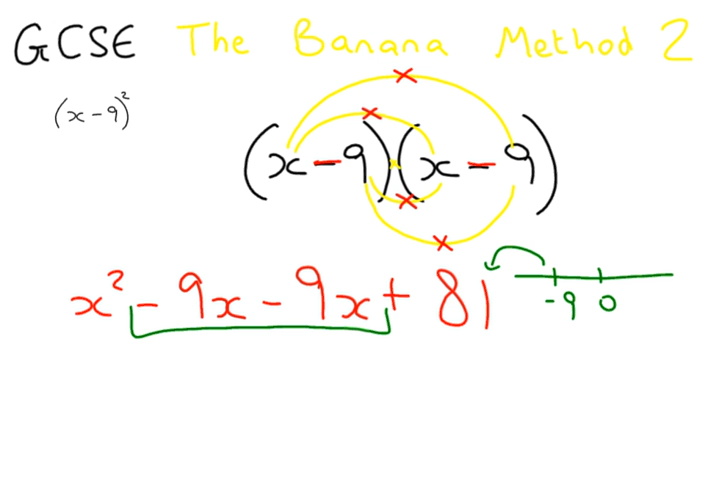 GCSE The Banana Method 2
(x - 9)²
(x - 9)(x - 9)
x² - 9x - 9x + 81
-9 0